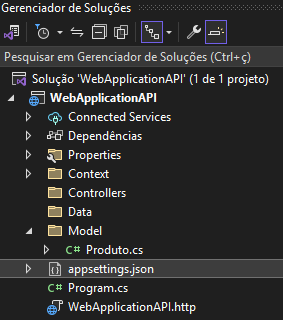 Gerenciador de Soluções
Pesquisar em Gerenciador de Soluções (Ctrl+ç)
Solução 'WebApplicationAPI' (1 de 1 projeto)
WebApplicationAPI
Connected Services
Dependências
Properties
Context
Controllers
Data
Model
C# Produto.cs
appsettings.json
C# Program.cs
WebApplicationAPI.http